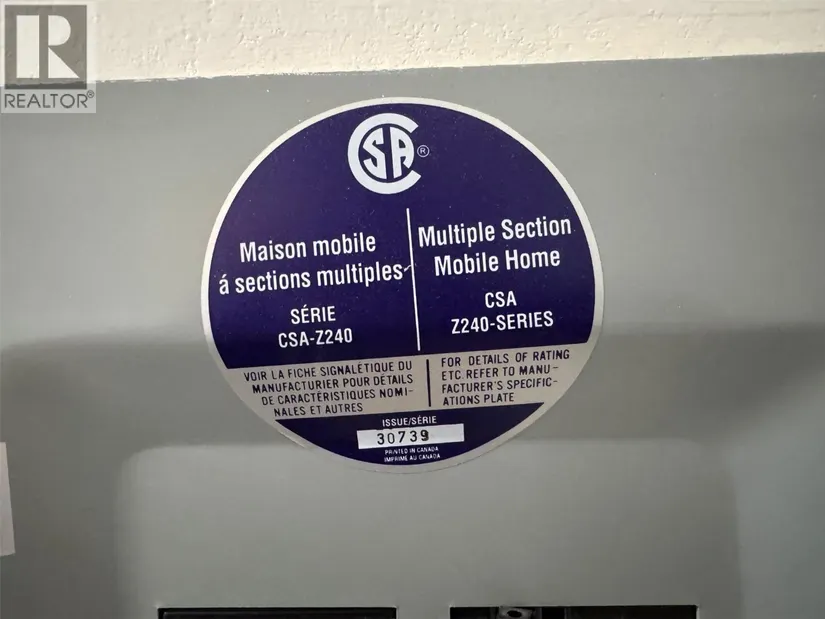 R
REALTOR®
CSA®
Maison mobile
á sections multiples
SÉRIE
CSA-Z240
Multiple Section
Mobile Home
CSA
Z240-SERIES
VOIR LA FICHE SIGNALÉTIQUE DU
MANUFACTURIER POUR DÉTAILS
DE CARACTÉRISTIQUES NOMI-
NALES ET AUTRES
FOR DETAILS OF RATING
ETC. REFER TO MANU-
FACTURER'S SPECIFIC-
ATIONS PLATE
ISSUE/SÉRIE
30739
PRINTED IN CANADA
IMPRIMÉ AU CANADA